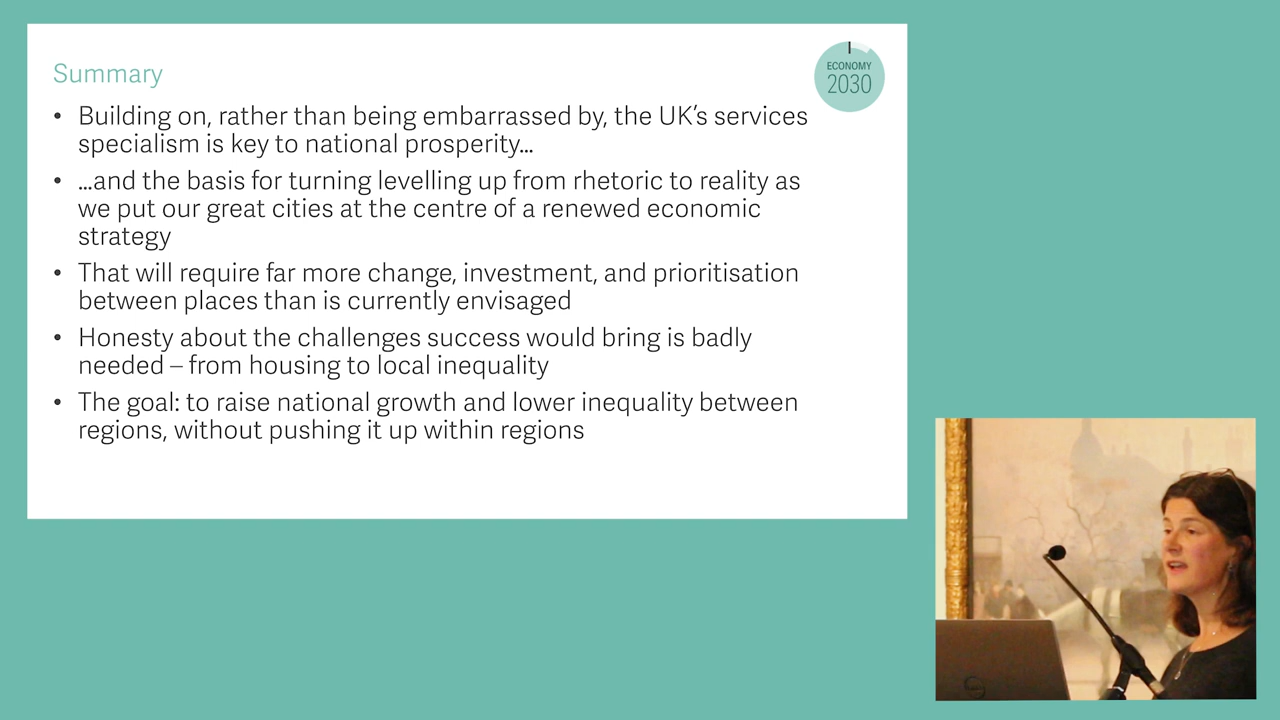 Summary
ECONOMY
2030
• Building on, rather than being embarrassed by, the UK's services
specialism is key to national prosperity…
• …and the basis for turning levelling up from rhetoric to reality as
we put our great cities at the centre of a renewed economic
strategy
• That will require far more change, investment, and prioritisation
between places than is currently envisaged
• Honesty about the challenges success would bring is badly
needed – from housing to local inequality
• The goal: to raise national growth and lower inequality between
regions, without pushing it up within regions